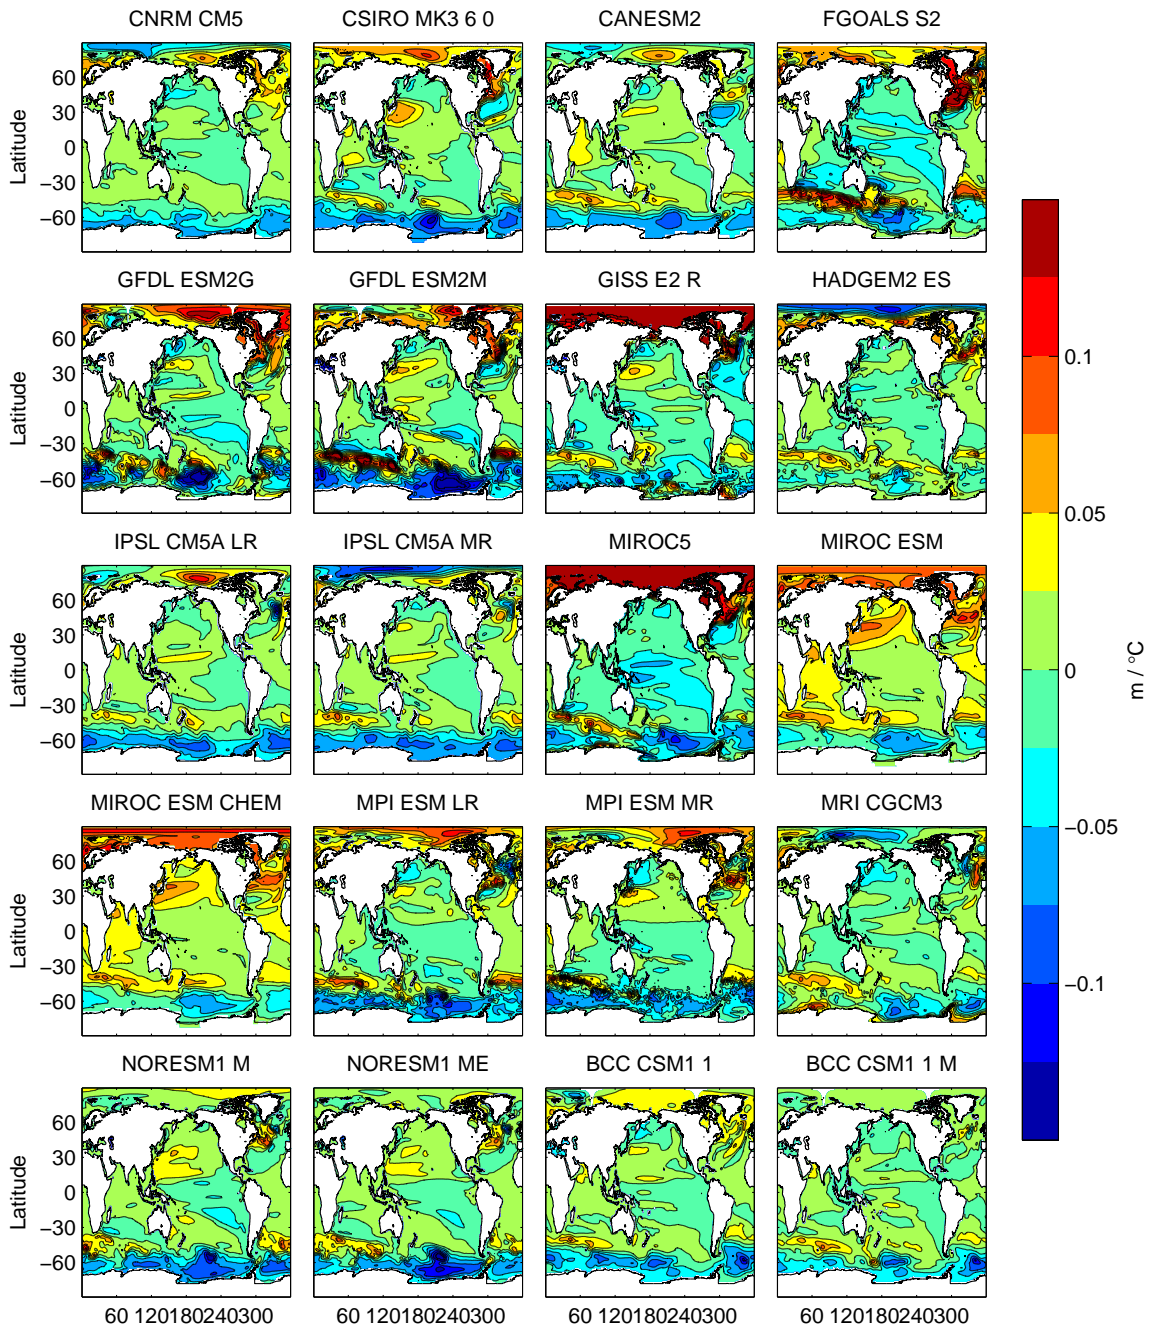 CNRM CM5 CSIRO MK3 6 0 CANESM2 FGOALS S2
60
30
0
−30
−60
Latitude
GFDL ESM2G GFDL ESM2M GISS E2 R HADGEM2 ES
60
30
0
−30
−60
Latitude
IPSL CM5A LR IPSL CM5A MR MIROC5 MIROC ESM
60
30
0
−30
−60
Latitude
MIROC ESM CHEM MPI ESM LR MPI ESM MR MRI CGCM3
60
30
0
−30
−60
Latitude
NORESM1 M NORESM1 ME BCC CSM1 1 BCC CSM1 1 M
60
30
0
−30
−60
Latitude
60 120180240300 60 120180240300 60 120180240300 60 120180240300
0.1
0.05
0
−0.05
−0.1
m / °C